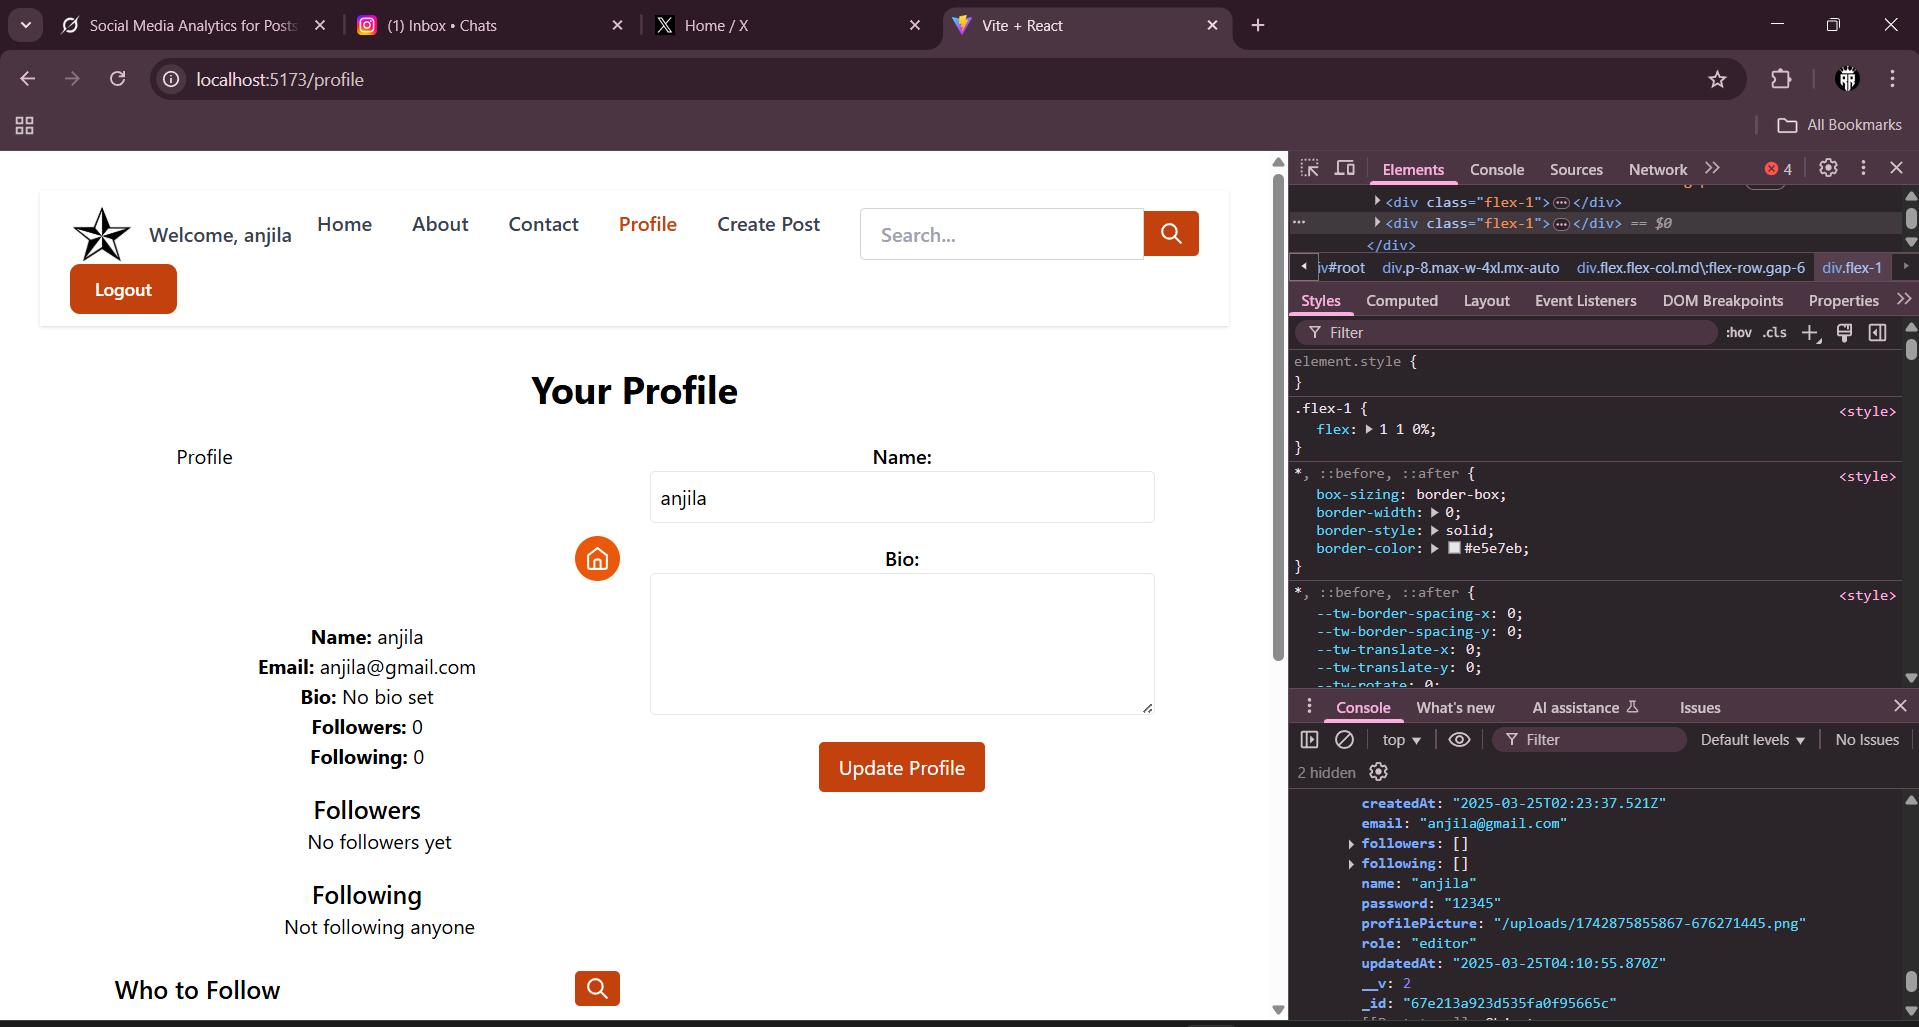 Social Media Analytics for Posts
(1) Inbox • Chats
Home / X
Vite + React
localhost:5173/profile
All Bookmarks
Welcome, anjila
Home
About
Contact
Profile
Create Post
Search...
Logout
Your Profile
Profile
Name:
anjila
Bio:
Update Profile
Name: anjila
Email: anjila@gmail.com
Bio: No bio set
Followers: 0
Following: 0
Followers
No followers yet
Following
Not following anyone
Who to Follow
Elements
Console
Sources
Network
4
<div class="flex-1"> </div>
<div class="flex-1"> </div> == $0
</div>
iv#root div.p-8.max-w-4xl.mx-auto div.flex.flex-col.md\:flex-row.gap-6 div.flex-1
Styles
Computed
Layout
Event Listeners
DOM Breakpoints
Properties
Filter
:hov .cls
element.style {
}
.flex-1 { <style>
flex: 1 1 0%;
}
*, ::before, ::after { <style>
box-sizing: border-box;
border-width: 0;
border-style: solid;
border-color: #e5e7eb;
}
*, ::before, ::after { <style>
--tw-border-spacing-x: 0;
--tw-border-spacing-y: 0;
--tw-translate-x: 0;
--tw-translate-y: 0;
--tw-rotate: 0;
Console
What's new
AI assistance
Issues
top
Filter
Default levels
No Issues
2 hidden
createdAt: "2025-03-25T02:23:37.521Z"
email: "anjila@gmail.com"
followers: []
following: []
name: "anjila"
password: "12345"
profilePicture: "/uploads/1742875855867-676271445.png"
role: "editor"
updatedAt: "2025-03-25T04:10:55.870Z"
__v: 2
_id: "67e213a923d535fa0f95665c"